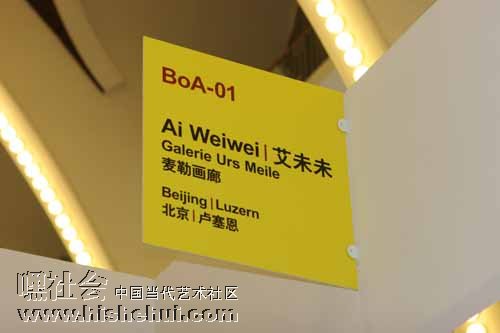 BoA-01
Ai Weiwei | 艾未未
Galerie Urs Meile
麦勒画廊
Beijing | Luzern
北京 | 卢塞恩
嘿社会 中国当代艺术社区
www.hishehui.com